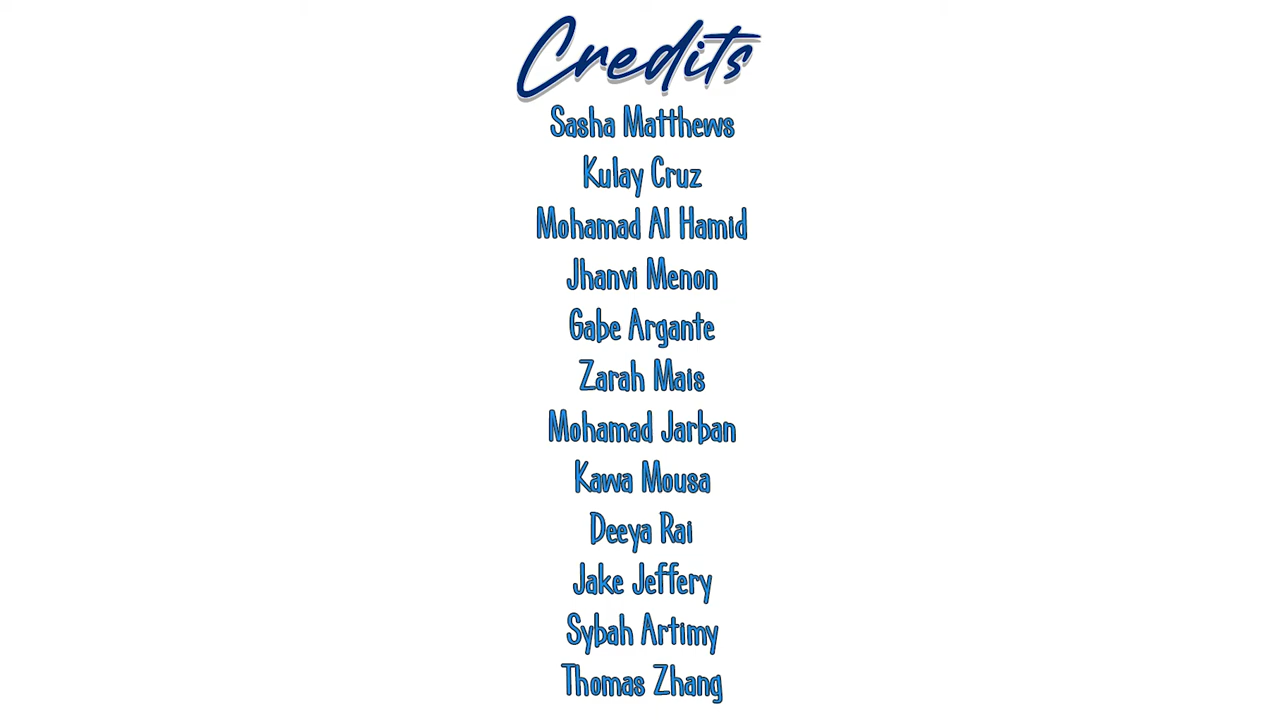 Credits
Sasha Matthews
Kulay Cruz
Mohamad Al Hamid
Jhanvi Menon
Gabe Argante
Zarah Mais
Mohamad Jarban
Kawa Mousa
Deeya Rai
Jake Jeffery
Sybah Artimy
Thomas Zhang